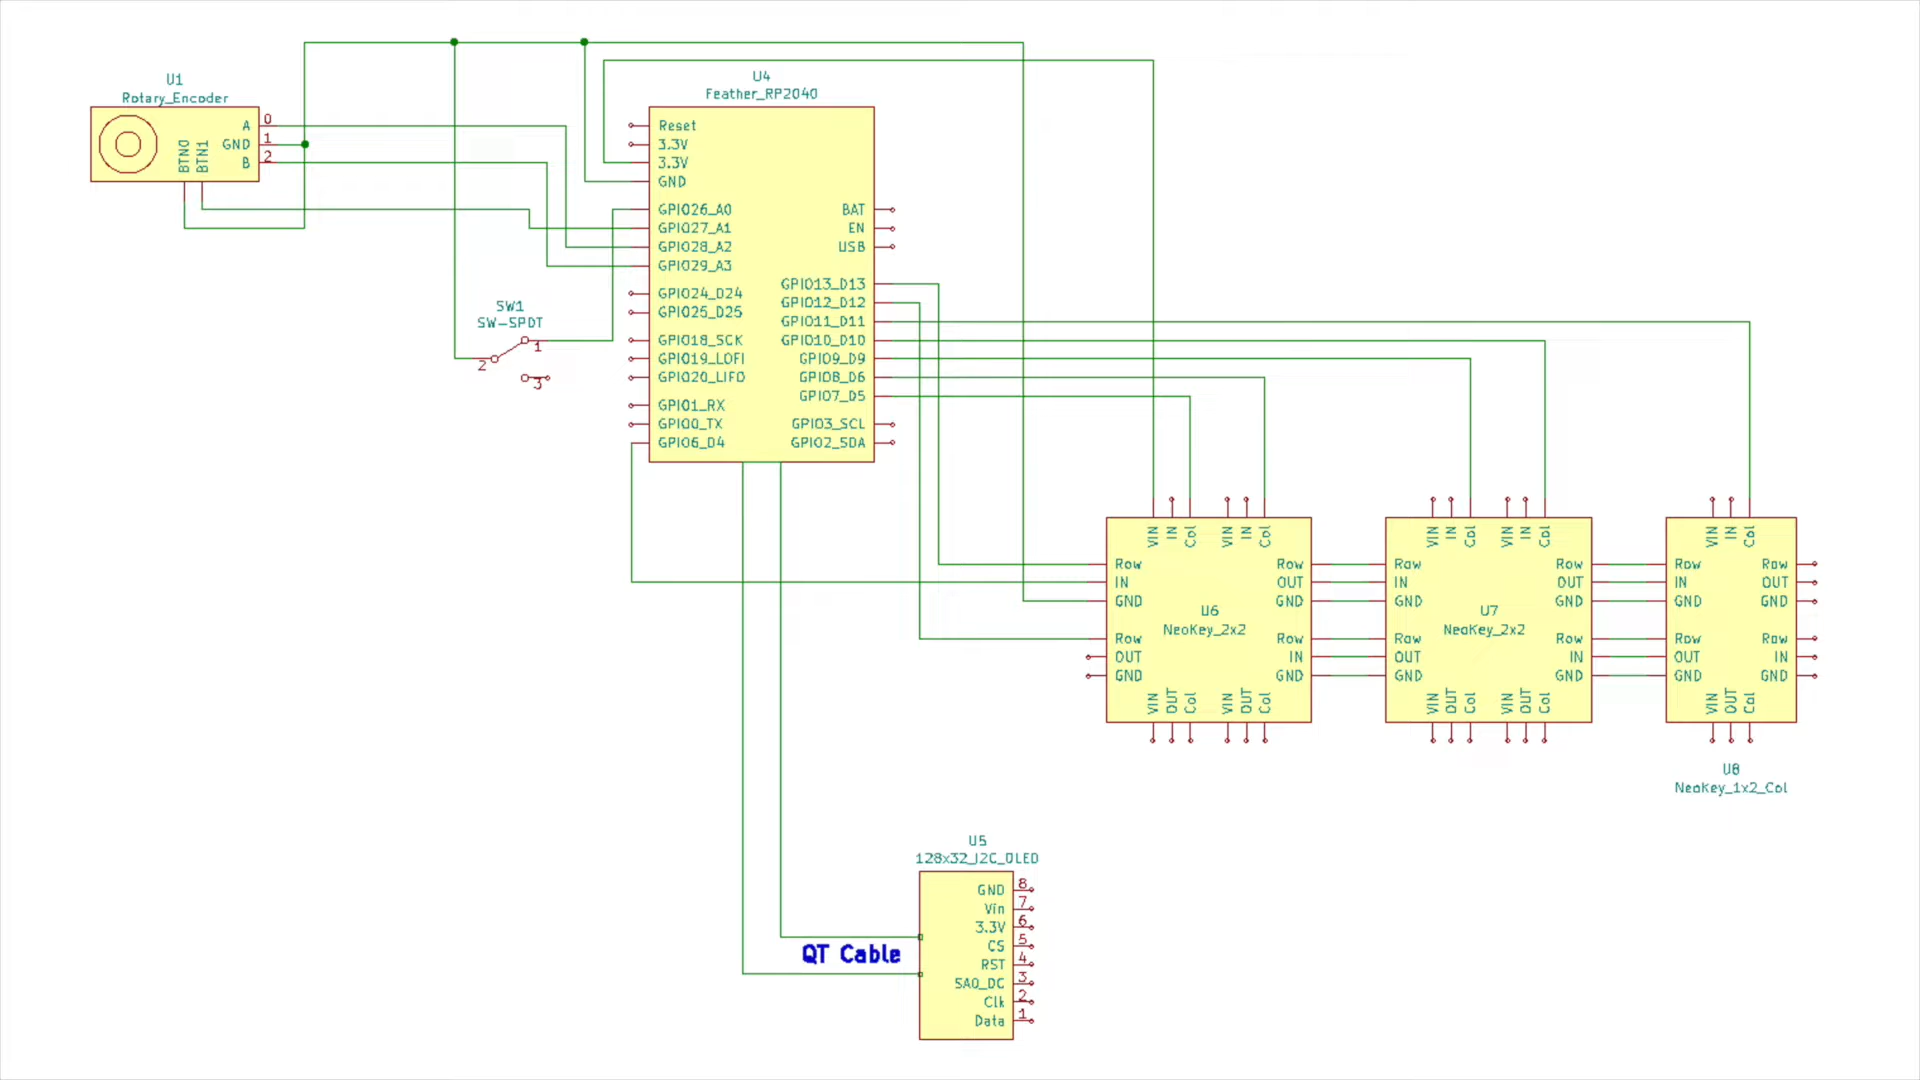 U1
Rotary_Encoder
A
GND
B
BTN0
BTN1
0
1
2
SW1
SW-SPDT
1
2
3
U4
Feather_RP2040
Reset
3.3V
3.3V
GND
GPIO26_A0
GPIO27_A1
GPIO28_A2
GPIO29_A3
GPIO24_D24
GPIO25_D25
GPIO18_SCK
GPIO19_LOFI
GPIO20_LIFO
GPIO1_RX
GPIO0_TX
GPIO6_D4
BAT
EN
USB
GPIO13_D13
GPIO12_D12
GPIO11_D11
GPIO10_D10
GPIO9_D9
GPIO8_D6
GPIO7_D5
GPIO3_SCL
GPIO2_SDA
VIN IN Col VIN IN Col
Row Row
IN OUT
GND GND
U6
NeoKey_2x2
Row Row
OUT IN
GND GND
VIN OUT Col VIN OUT Col
VIN IN Col VIN IN Col
Row Row
IN OUT
GND GND
U7
NeoKey_2x2
Row Row
OUT IN
GND GND
VIN OUT Col VIN OUT Col
VIN IN Col
Row Row
IN OUT
GND GND
Row Row
OUT IN
GND GND
VIN OUT Col
U8
NeoKey_1x2_Col
U5
128x32_I2C_OLED
GND 8
Vin 7
3.3V 6
CS 5
RST 4
SA0_DC 3
Clk 2
Data 1
QT Cable